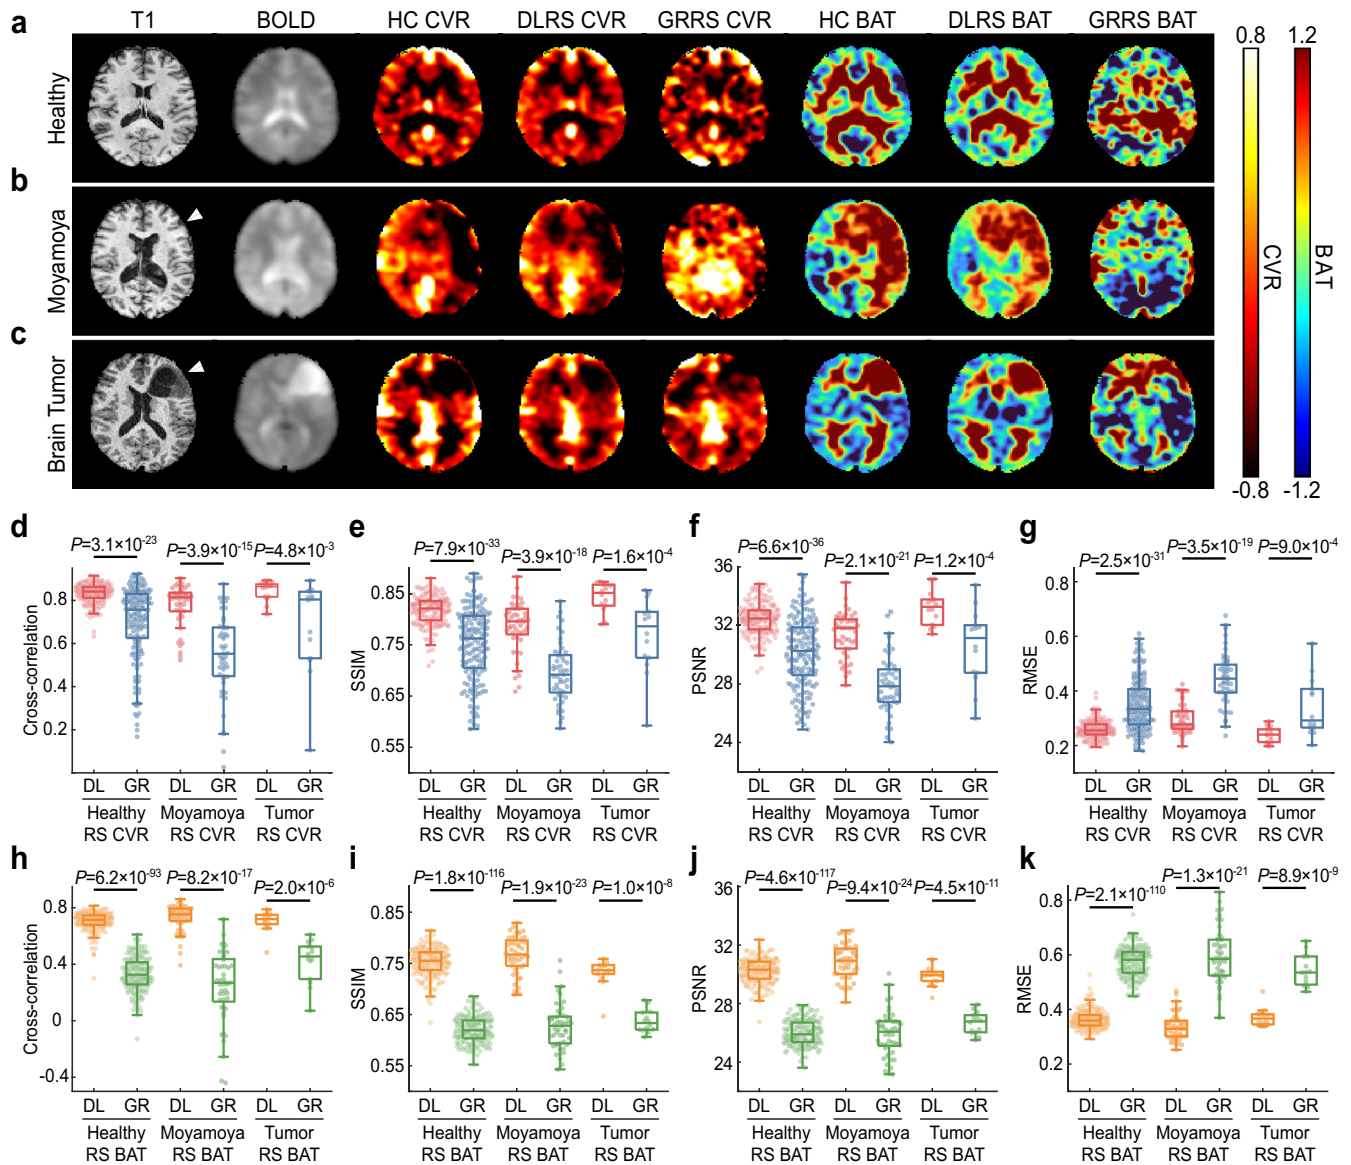 a T1 BOLD HC CVR DLRS CVR GRRS CVR HC BAT DLRS BAT GRRS BAT 0.8 1.2
Healthy
b
Moyamoya
CVR BAT
c
Brain Tumor
-0.8 -1.2
d e f g
P=3.1×10-23 P=3.9×10-15 P=4.8×10-3
Cross-correlation
0.8
0.6
0.4
0.2
DL GR DL GR DL GR
Healthy Moyamoya Tumor
RS CVR RS CVR RS CVR
P=7.9×10-33 P=3.9×10-18 P=1.6×10-4
SSIM
0.85
0.75
0.65
0.55
DL GR DL GR DL GR
Healthy Moyamoya Tumor
RS CVR RS CVR RS CVR
P=6.6×10-36 P=2.1×10-21 P=1.2×10-4
PSNR
36
32
28
24
DL GR DL GR DL GR
Healthy Moyamoya Tumor
RS CVR RS CVR RS CVR
P=2.5×10-31 P=3.5×10-19 P=9.0×10-4
RMSE
0.8
0.6
0.4
0.2
DL GR DL GR DL GR
Healthy Moyamoya Tumor
RS CVR RS CVR RS CVR
h i j k
P=6.2×10-93 P=8.2×10-17 P=2.0×10-6
Cross-correlation
0.8
0.4
0
-0.4
DL GR DL GR DL GR
Healthy Moyamoya Tumor
RS BAT RS BAT RS BAT
P=1.8×10-116 P=1.9×10-23 P=1.0×10-8
SSIM
0.85
0.75
0.65
0.55
DL GR DL GR DL GR
Healthy Moyamoya Tumor
RS BAT RS BAT RS BAT
P=4.6×10-117 P=9.4×10-24 P=4.5×10-11
PSNR
36
32
28
24
DL GR DL GR DL GR
Healthy Moyamoya Tumor
RS BAT RS BAT RS BAT
P=2.1×10-110 P=1.3×10-21 P=8.9×10-9
RMSE
0.8
0.6
0.4
0.2
DL GR DL GR DL GR
Healthy Moyamoya Tumor
RS BAT RS BAT RS BAT